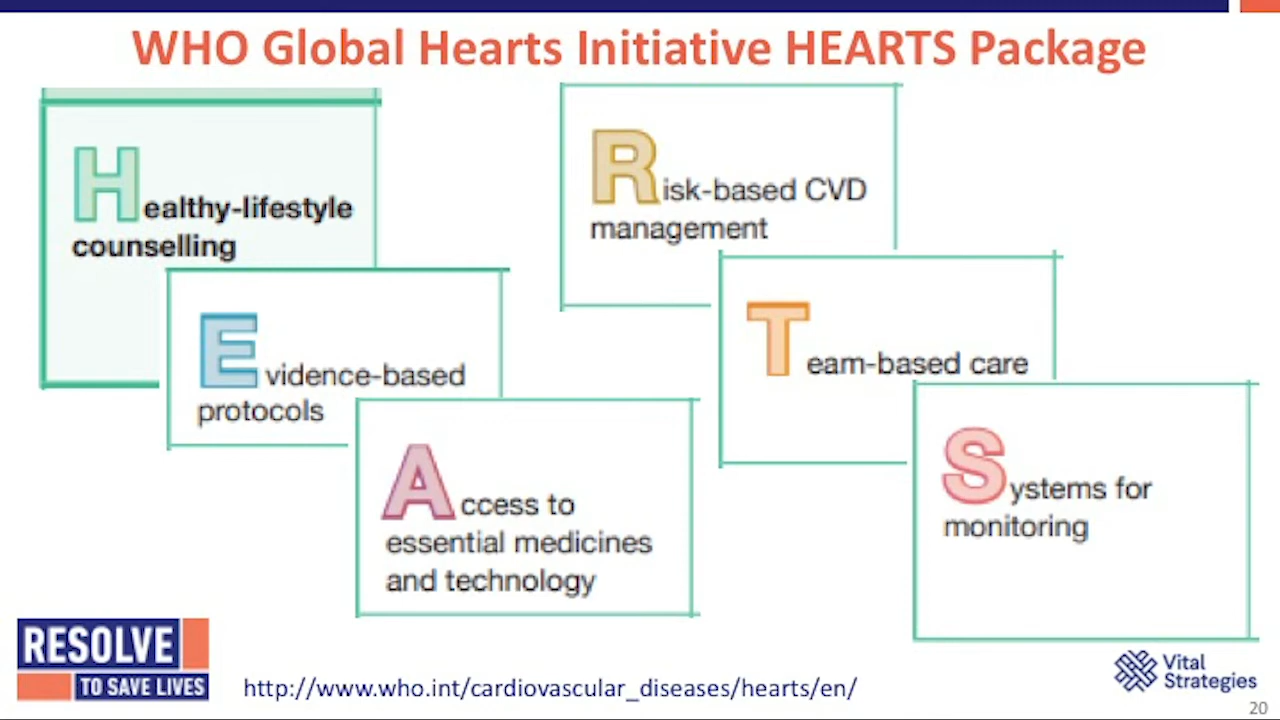 WHO Global Hearts Initiative HEARTS Package
Healthy-lifestyle
counselling
Evidence-based
protocols
Access to
essential medicines
and technology
Risk-based CVD
management
Team-based care
Systems for
monitoring
RESOLVE
TO SAVE LIVES
http://www.who.int/cardiovascular_diseases/hearts/en/
Vital
Strategies
20